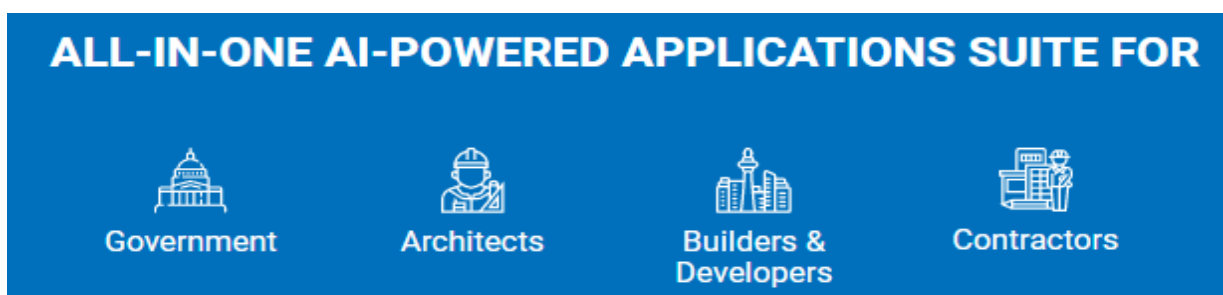 ALL-IN-ONE AI-POWERED APPLICATIONS SUITE FOR
Government
Architects
Builders &
Developers
Contractors